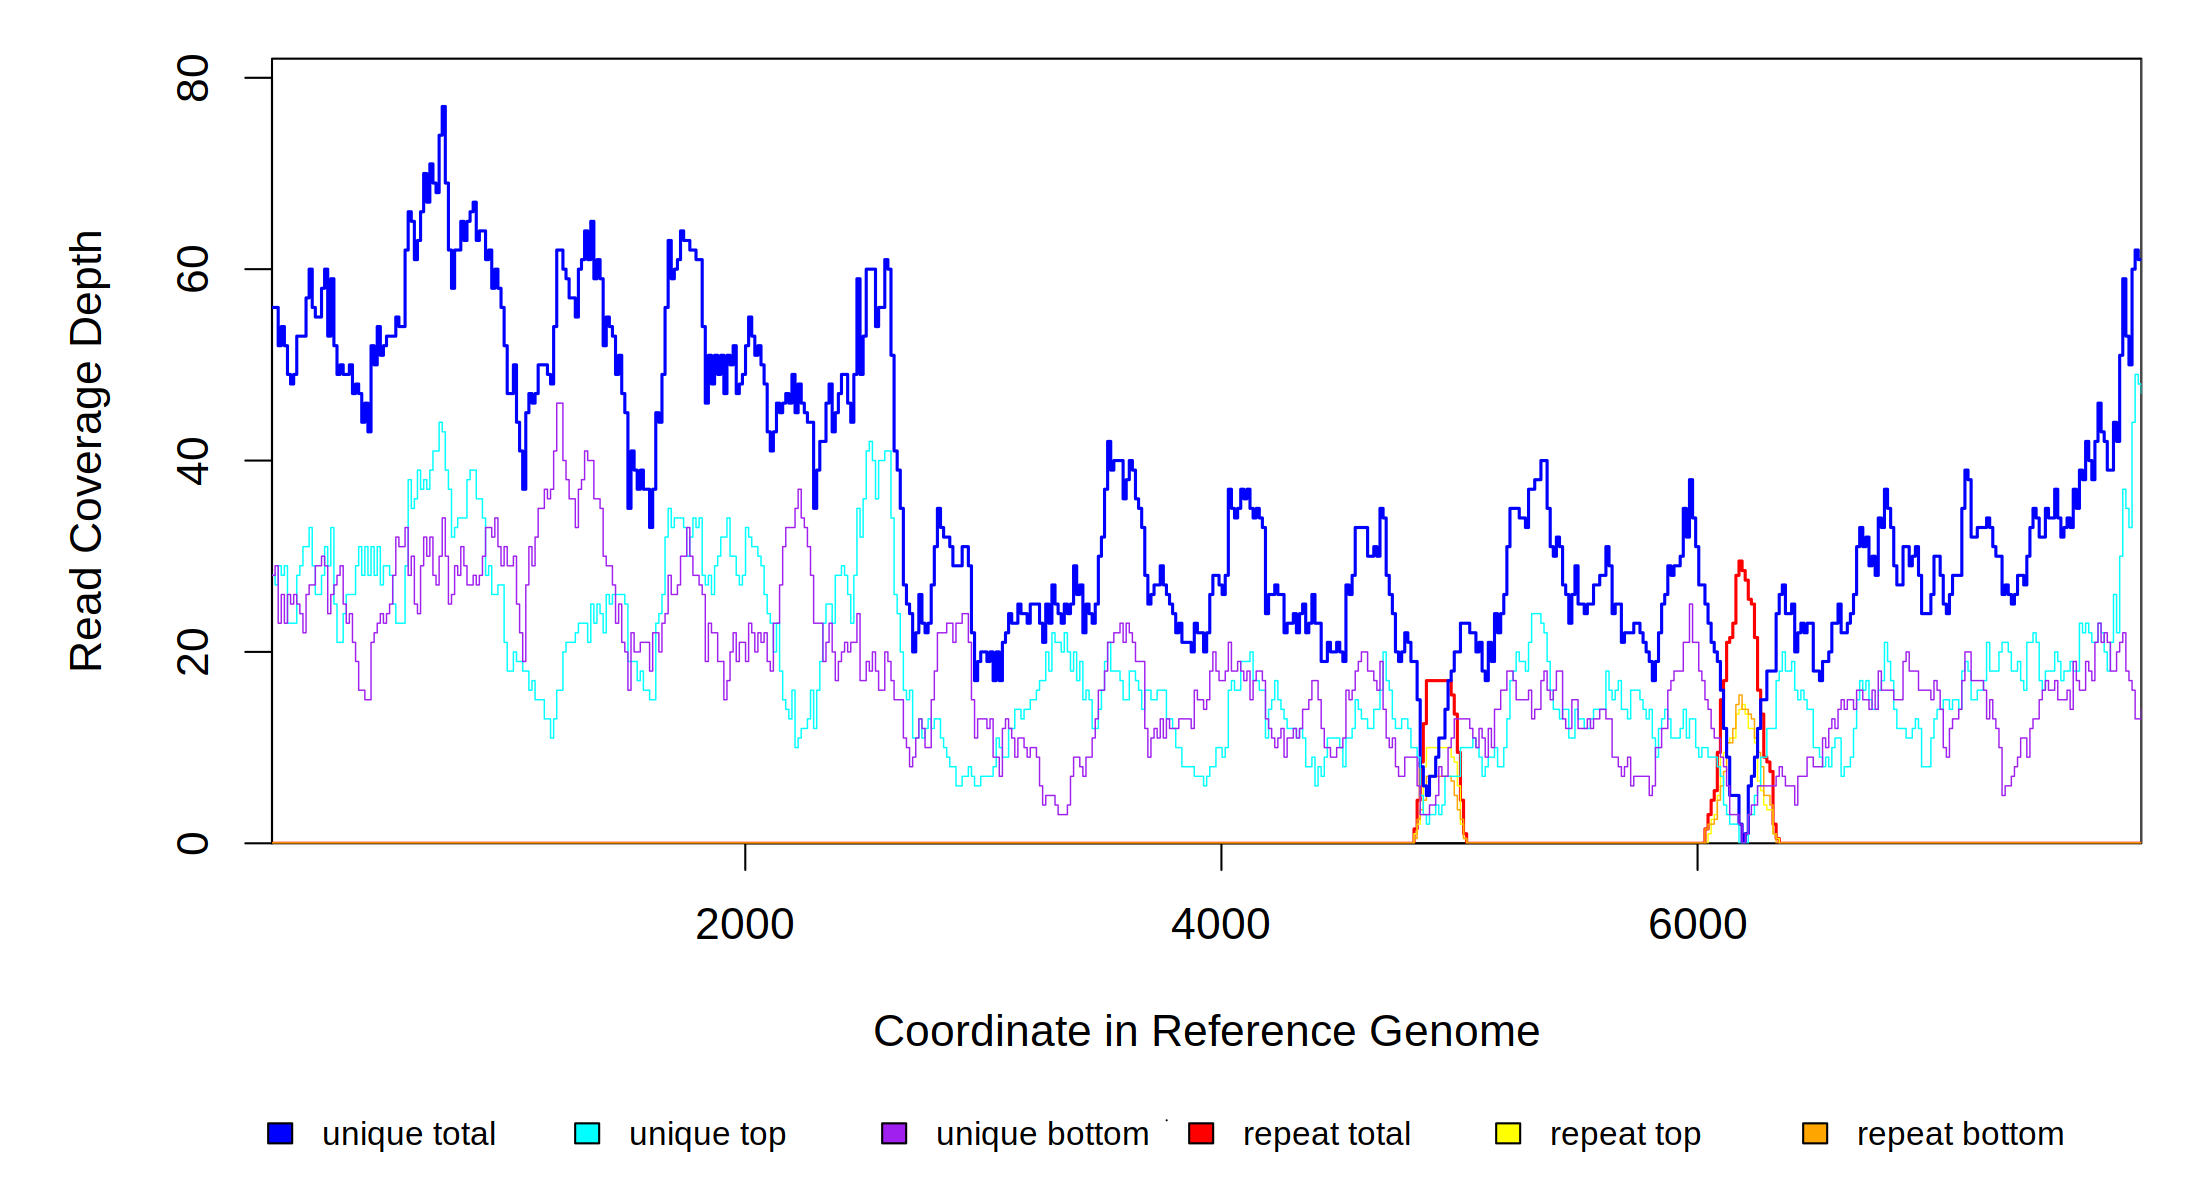 80
60
40
20
0
Read Coverage Depth
2000 4000 6000
Coordinate in Reference Genome
unique total unique top unique bottom repeat total repeat top repeat bottom